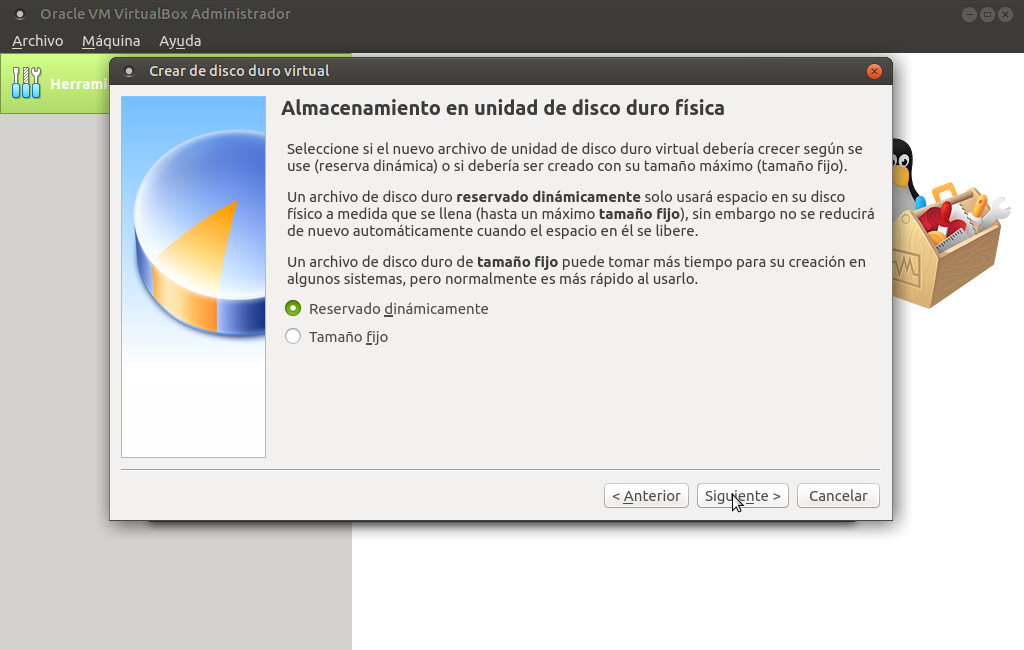 Oracle VM VirtualBox Administrador
Archivo Máquina Ayuda
Herrami
Crear de disco duro virtual
Almacenamiento en unidad de disco duro física
Seleccione si el nuevo archivo de unidad de disco duro virtual debería crecer según se
use (reserva dinámica) o si debería ser creado con su tamaño máximo (tamaño fijo).
Un archivo de disco duro reservado dinámicamente solo usará espacio en su disco
físico a medida que se llena (hasta un máximo tamaño fijo), sin embargo no se reducirá
de nuevo automáticamente cuando el espacio en él se libere.
Un archivo de disco duro de tamaño fijo puede tomar más tiempo para su creación en
algunos sistemas, pero normalmente es más rápido al usarlo.
Reservado dinámicamente
Tamaño fijo
< Anterior Siguiente > Cancelar